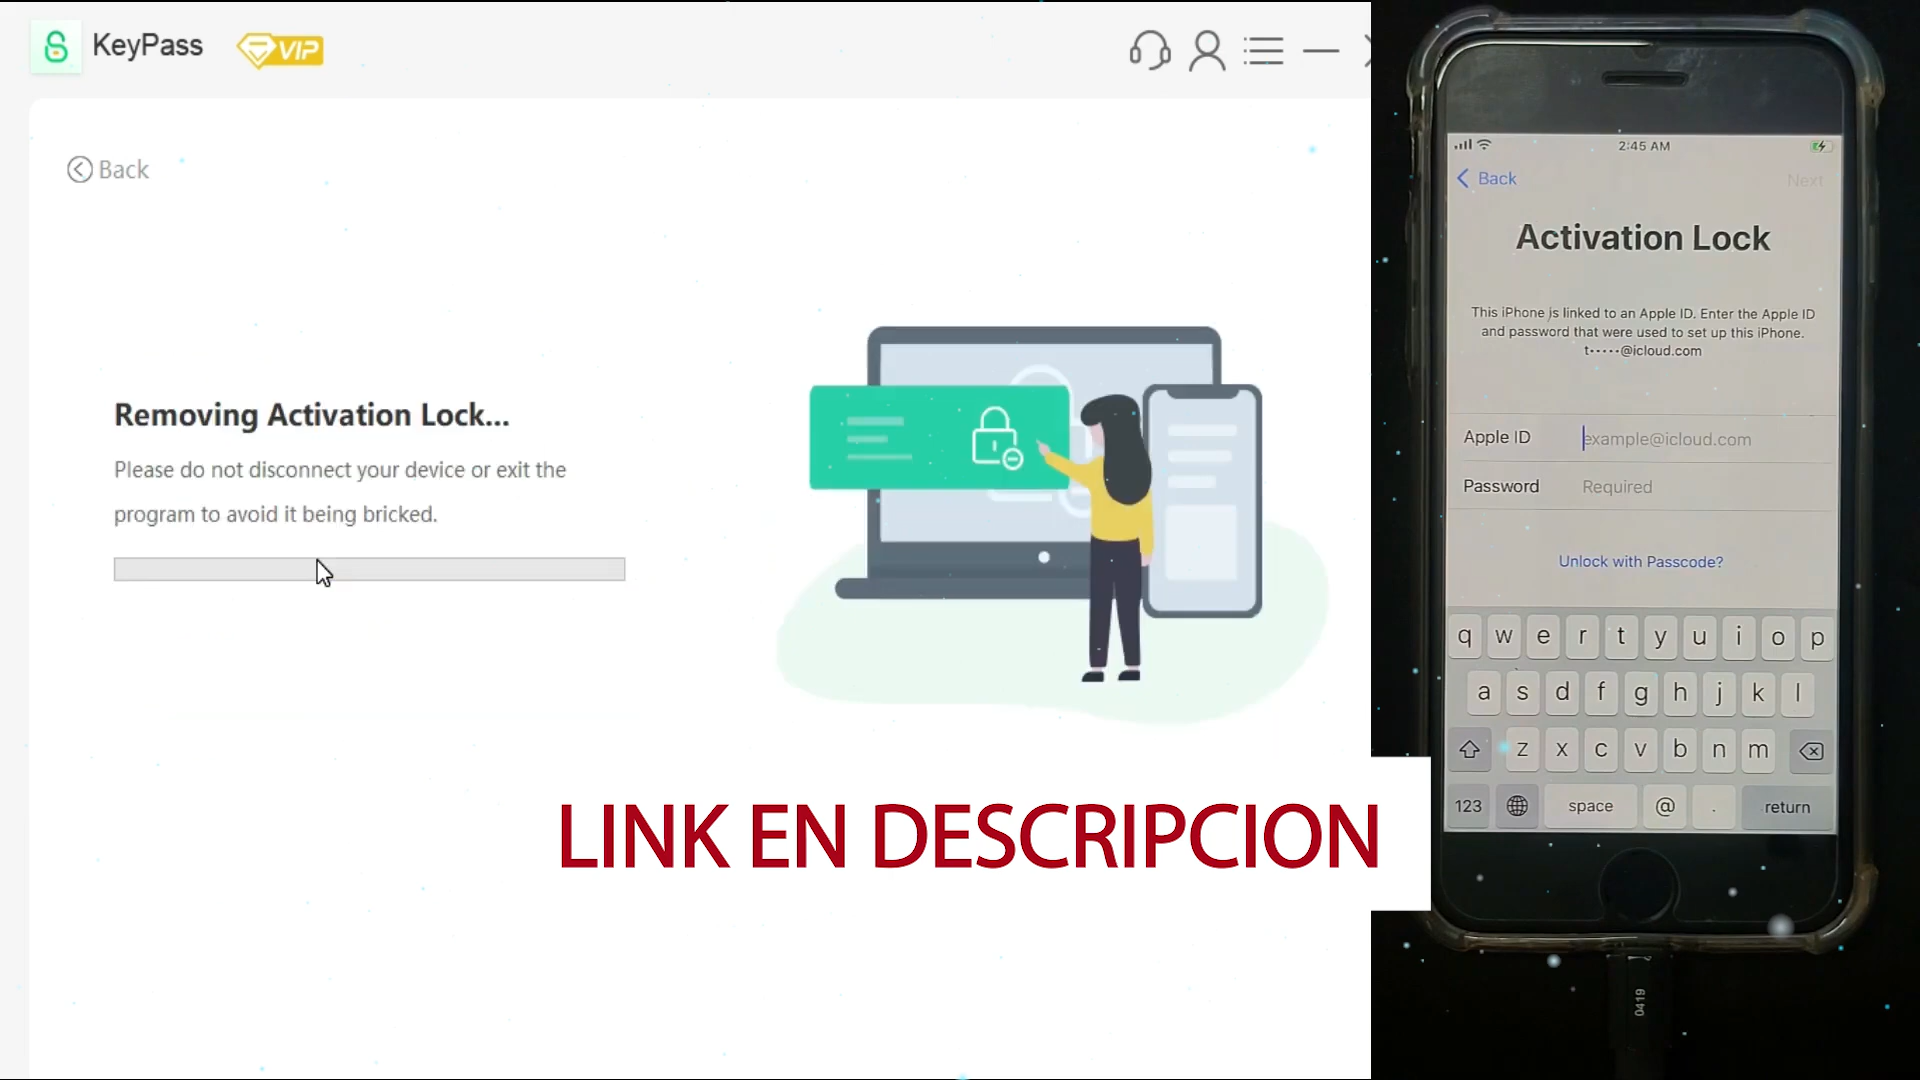 KeyPass
VIP
Back
Removing Activation Lock...
Please do not disconnect your device or exit the
program to avoid it being bricked.
LINK EN DESCRIPCION
2:45 AM
Back
Next
Activation Lock
This iPhone is linked to an Apple ID. Enter the Apple ID
and password that were used to set up this iPhone.
t•••••@icloud.com
Apple ID example@icloud.com
Password Required
Unlock with Passcode?
q w e r t y u i o p
a s d f g h j k l
z x c v b n m
123 space @ . return
0419